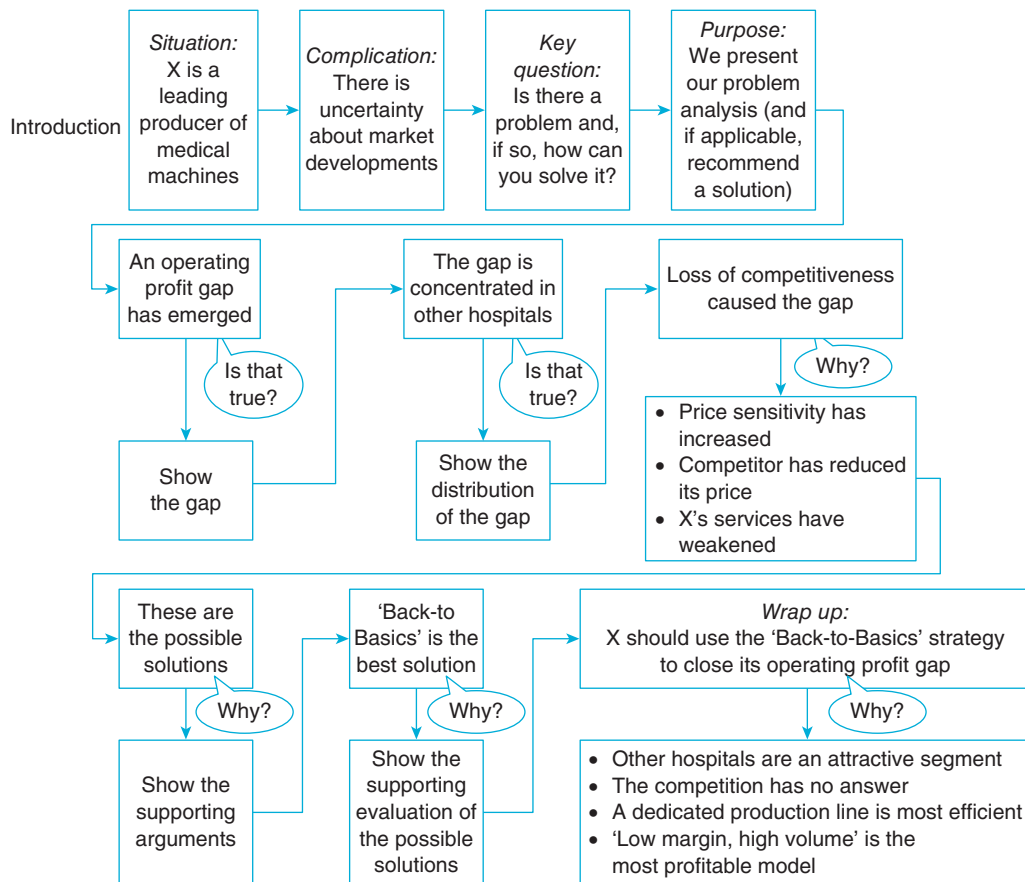 Introduction
Situation:
X is a
leading
producer of
medical
machines
Complication:
There is
uncertainty
about market
developments
Key
question:
Is there a
problem and,
if so, how can
you solve it?
Purpose:
We present
our problem
analysis (and
if applicable,
recommend
a solution)
An operating
profit gap
has emerged
Is that
true?
Show
the gap
The gap is
concentrated in
other hospitals
Is that
true?
Show the
distribution
of the gap
Loss of competitiveness
caused the gap
Why?
• Price sensitivity has
increased
• Competitor has reduced
its price
• X’s services have
weakened
These are
the possible
solutions
Why?
Show the
supporting
arguments
‘Back-to
Basics’ is the
best solution
Why?
Show the
supporting
evaluation of
the possible
solutions
Wrap up:
X should use the ‘Back-to-Basics’ strategy
to close its operating profit gap
Why?
• Other hospitals are an attractive segment
• The competition has no answer
• A dedicated production line is most efficient
• ‘Low margin, high volume’ is the
most profitable model